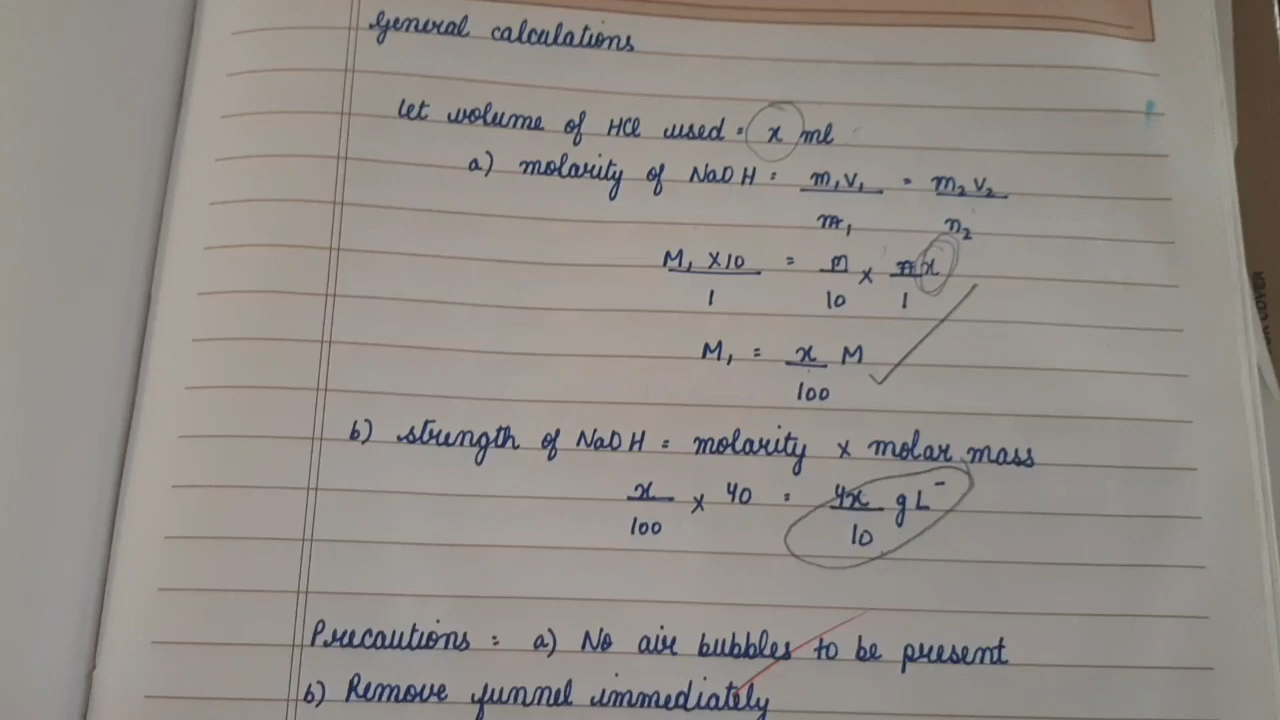 General calculations
Let volume of HCl used = x ml
a) molarity of NaOH = m₁V₁ / n₁ = m₂V₂ / n₂
M₁ × 10 / 1 = m / 10 × x / 1
M₁ = x / 100 M
b) strength of NaOH = molarity × molar mass
x / 100 × 40 = 4x / 10 gL⁻
Precautions = a) No air bubbles to be present
b) Remove funnel immediately